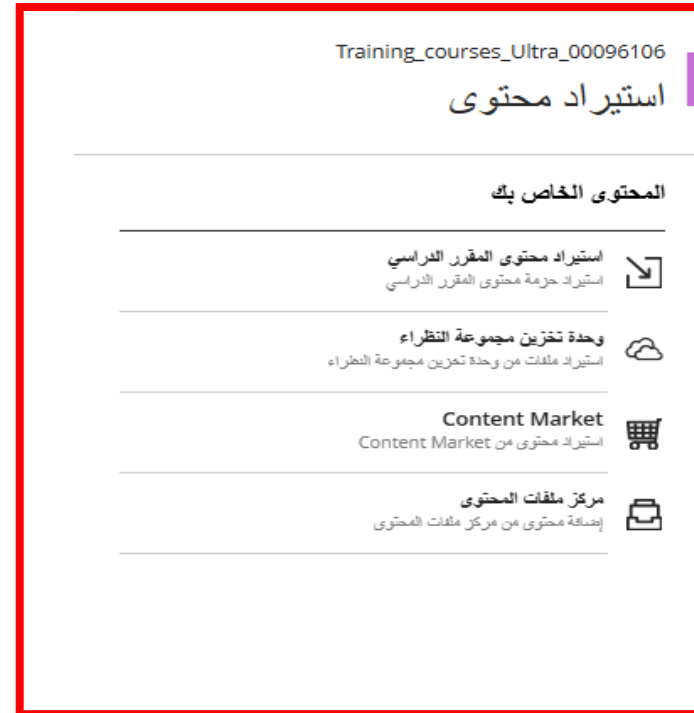 Training_courses_Ultra_00096106
استيراد محتوى
المحتوى الخاص بك
استيراد محتوى المقرر الدراسي
استيراد حزمة محتوى المقرر الدراسي
وحدة تخزين مجموعة النظراء
استيراد ملفات من وحدة تخزين مجموعة النظراء
Content Market
استيراد محتوى من Content Market
مركز ملفات المحتوى
إضافة محتوى من مركز ملفات المحتوى